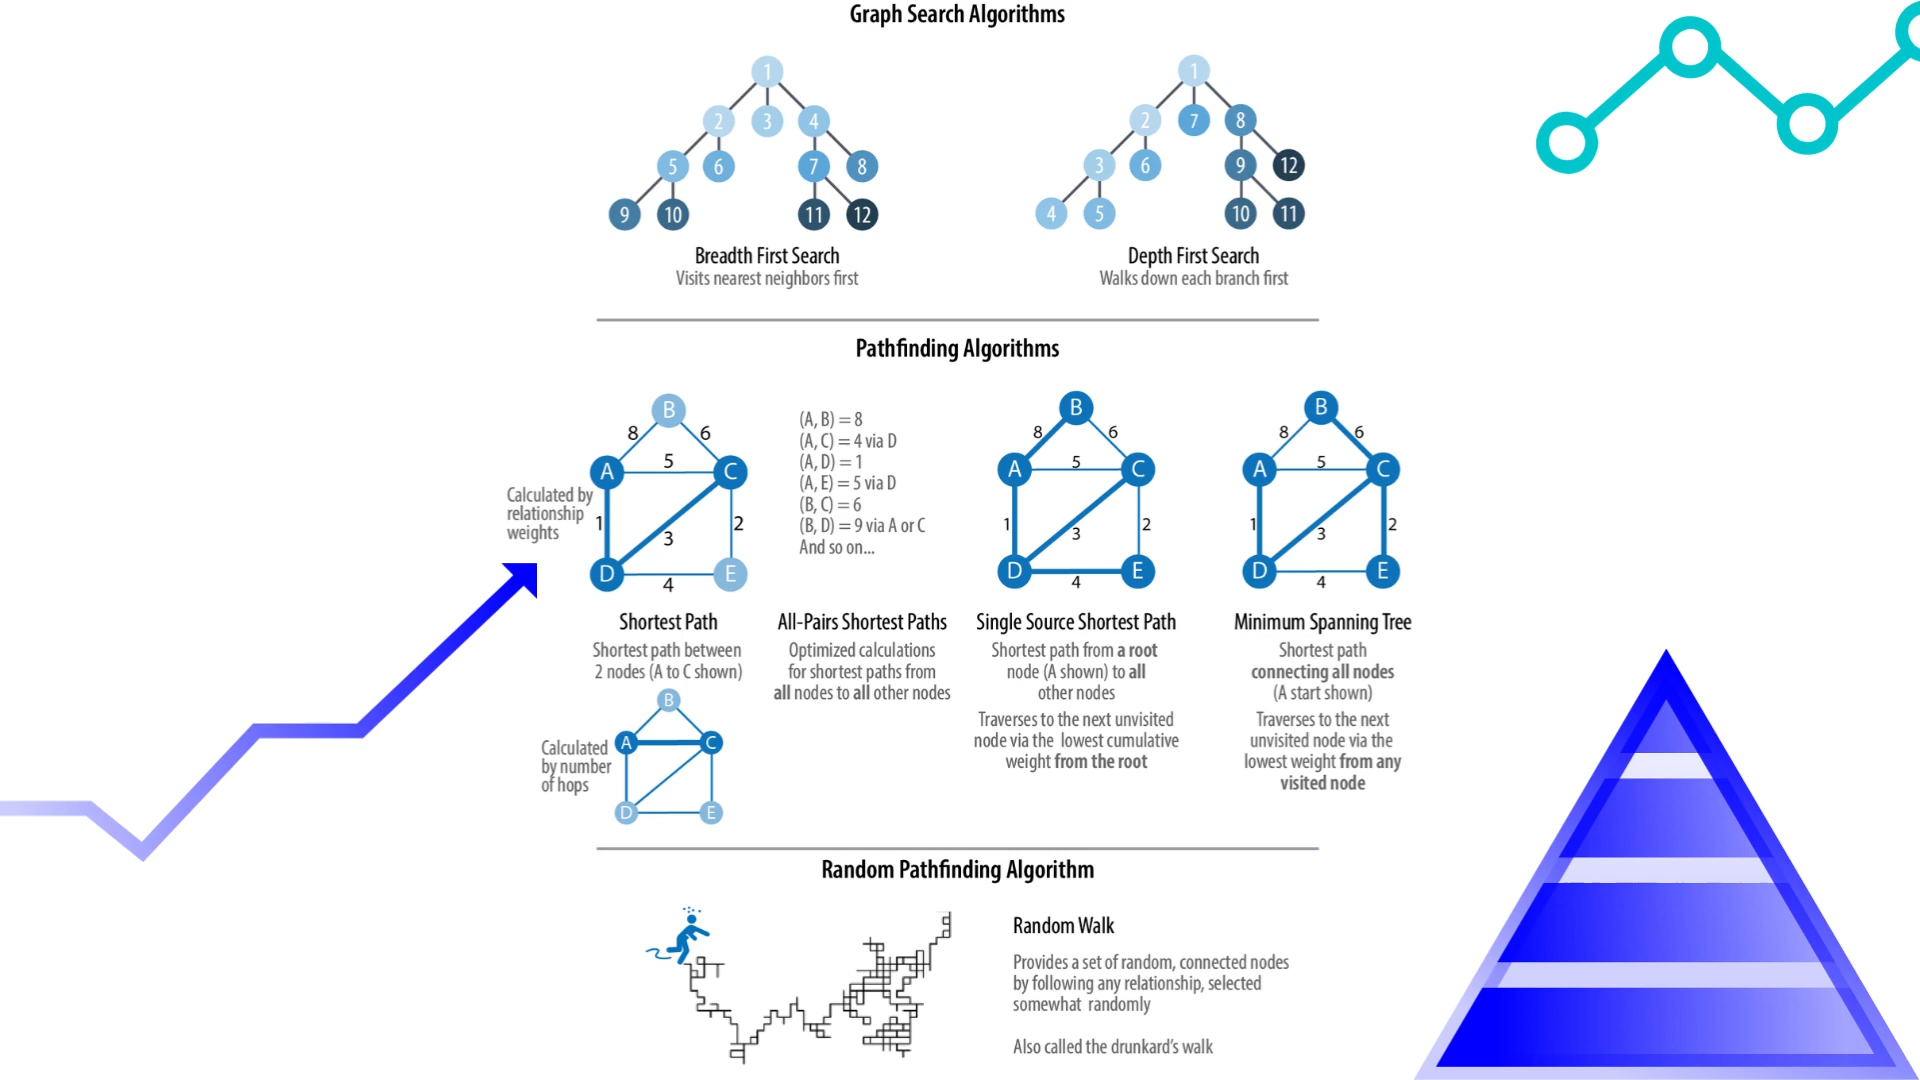 Graph Search Algorithms
1
2 3 4
5 6 7 8
9 10 11 12
Breadth First Search
Visits nearest neighbors first
1
2 7 8
3 6 9 12
4 5 10 11
Depth First Search
Walks down each branch first
Pathfinding Algorithms
Calculated by
relationship
weights
B
8 6
A 5 C
1 3 2
D 4 E
Shortest Path
Shortest path between
2 nodes (A to C shown)
Calculated
by number
of hops
B
A C
D E
(A, B) = 8
(A, C) = 4 via D
(A, D) = 1
(A, E) = 5 via D
(B, C) = 6
(B, D) = 9 via A or C
And so on...
All-Pairs Shortest Paths
Optimized calculations
for shortest paths from
all nodes to all other nodes
B
8 6
A 5 C
1 3 2
D 4 E
Single Source Shortest Path
Shortest path from a root
node (A shown) to all
other nodes
Traverses to the next unvisited
node via the lowest cumulative
weight from the root
B
8 6
A 5 C
1 3 2
D 4 E
Minimum Spanning Tree
Shortest path
connecting all nodes
(A start shown)
Traverses to the next
unvisited node via the
lowest weight from any
visited node
Random Pathfinding Algorithm
Random Walk
Provides a set of random, connected nodes
by following any relationship, selected
somewhat randomly
Also called the drunkard's walk